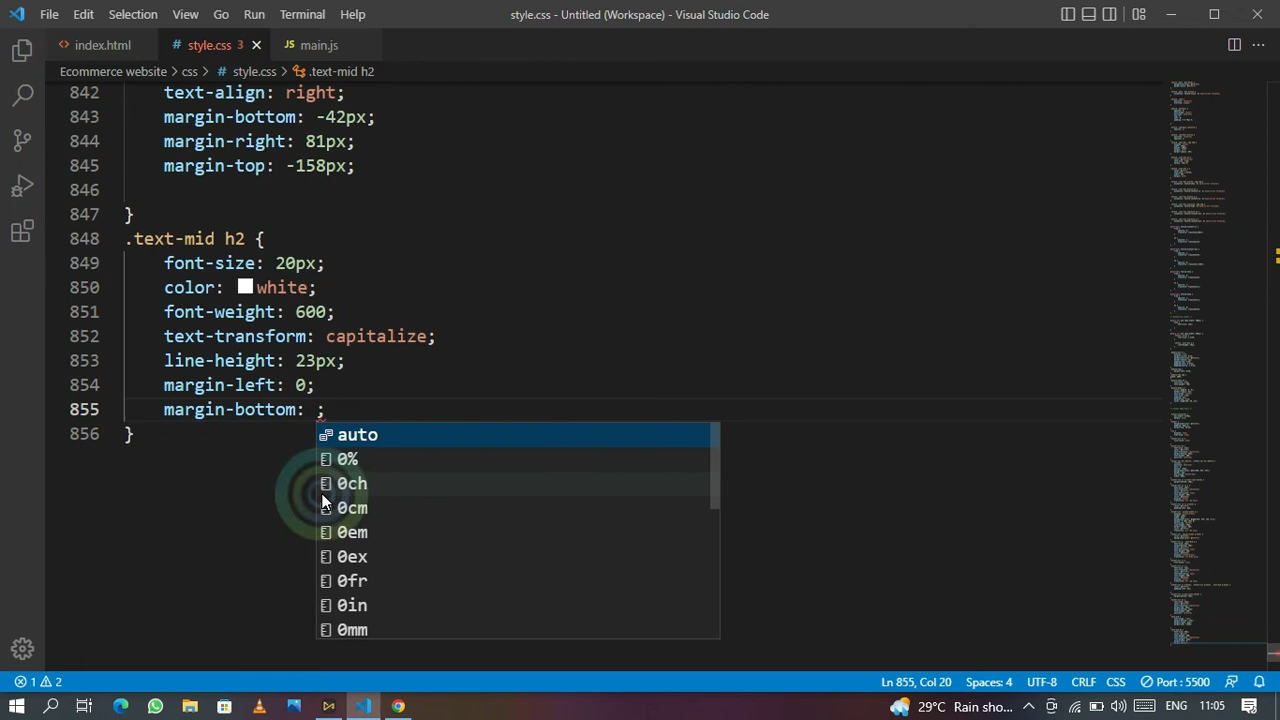 File Edit Selection View Go Run Terminal Help style.css - Untitled (Workspace) - Visual Studio Code
index.html style.css 3 main.js
Ecommerce website > css > style.css > .text-mid h2
842 text-align: right;
843 margin-bottom: -42px;
844 margin-right: 81px;
845 margin-top: -158px;
846
847 }
848 .text-mid h2 {
849 font-size: 20px;
850 color: white;
851 font-weight: 600;
852 text-transform: capitalize;
853 line-height: 23px;
854 margin-left: 0;
855 margin-bottom: ;
856 }
auto
0%
0ch
0cm
0em
0ex
0fr
0in
0mm
1 2 Ln 855, Col 20 Spaces: 4 UTF-8 CRLF CSS Port : 5500
29°C Rain sho... ENG 11:05